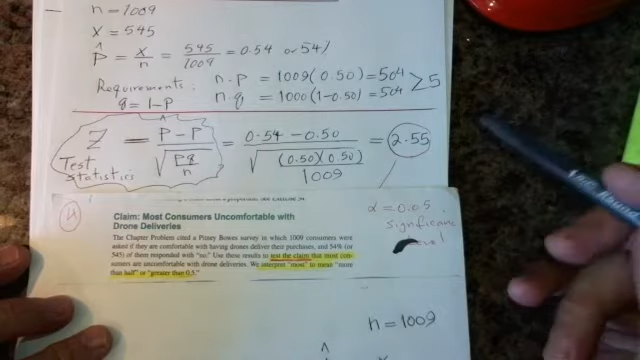 n = 1009
x = 545
p̂ = x/n = 545/1009 = 0.54 or 54%
Requirements: n.p = 1009(0.50) = 504
q = 1-P n.q = 1000(1-0.50) = 504 ≥ 5
Z = p̂ - P / √(pq/n) = 0.54 - 0.50 / √((0.50)(0.50)/1009) = 2.55
Test
Statistics
Claim: Most Consumers Uncomfortable with
Drone Deliveries
The Chapter Problem cited a Pitney Bowes survey in which 1009 consumers were
asked if they are comfortable with having drones deliver their purchases, and 54% (or
545) of them responded with "no." Use these results to test the claim that most con-
sumers are uncomfortable with drone deliveries. We interpret "most" to mean "more
than half" or "greater than 0.5."
α = 0.05
n = 1009